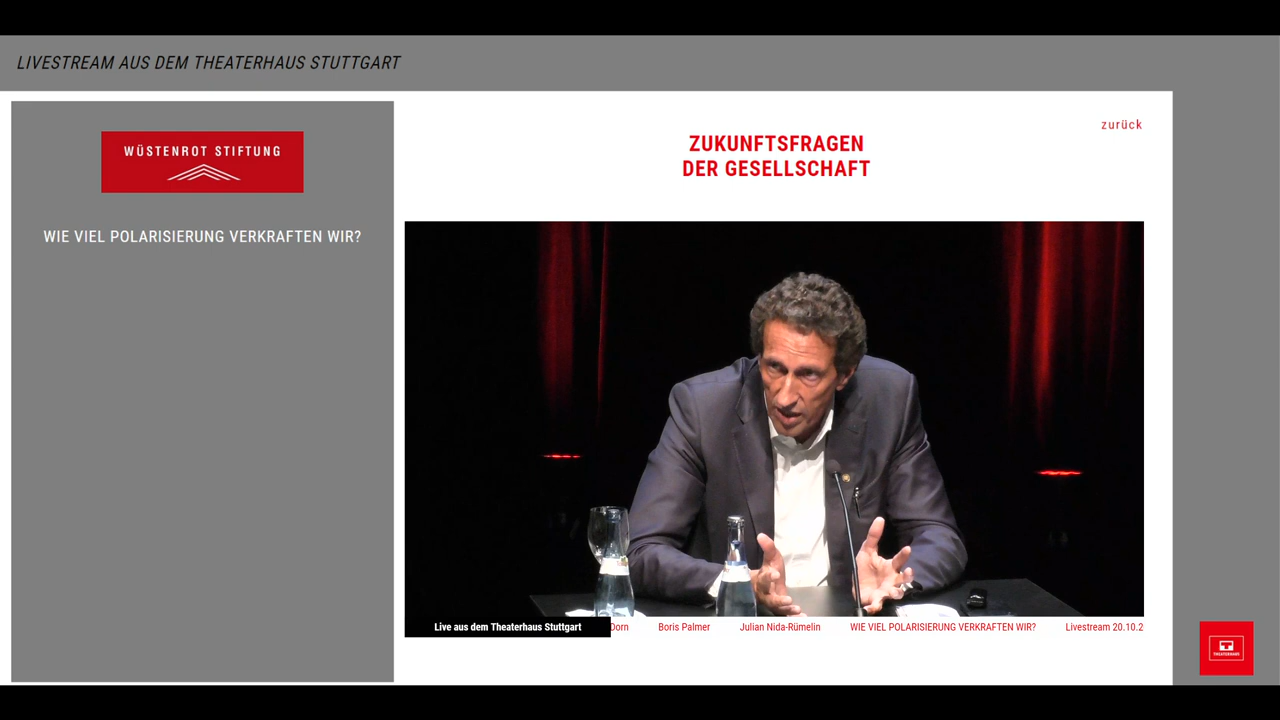 LIVESTREAM AUS DEM THEATERHAUS STUTTGART
WÜSTENROT STIFTUNG
WIE VIEL POLARISIERUNG VERKRAFTEN WIR?
zurück
ZUKUNFTSFRAGEN
DER GESELLSCHAFT
Live aus dem Theaterhaus Stuttgart Dorn Boris Palmer Julian Nida-Rümelin WIE VIEL POLARISIERUNG VERKRAFTEN WIR? Livestream 20.10.2
THEATERHAUS